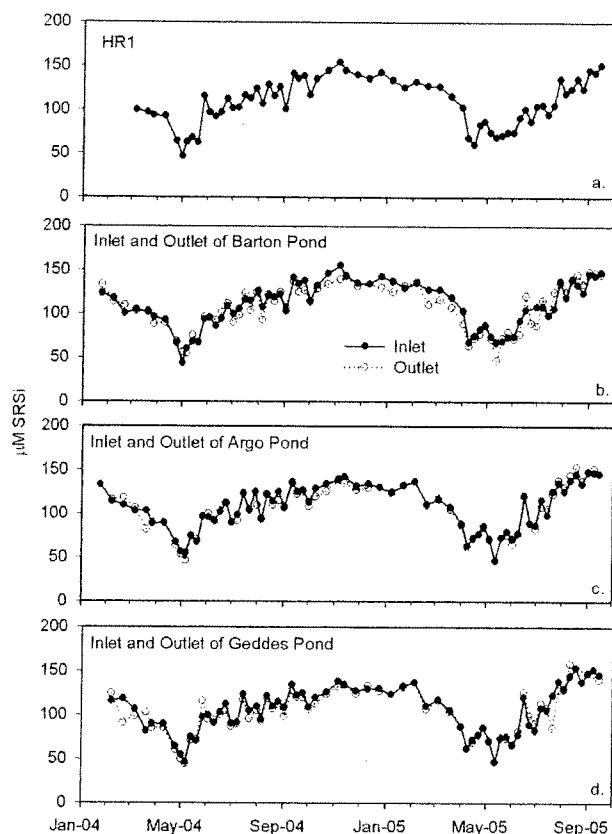 200
HR1
150
100
50
0
a.
200
Inlet and Outlet of Barton Pond
150
100
Inlet
Outlet
50
0
b.
μM SRSi
200
Inlet and Outlet of Argo Pond
150
100
50
0
c.
200
Inlet and Outlet of Geddes Pond
150
100
50
0
d.
Jan-04 May-04 Sep-04 Jan-05 May-05 Sep-05